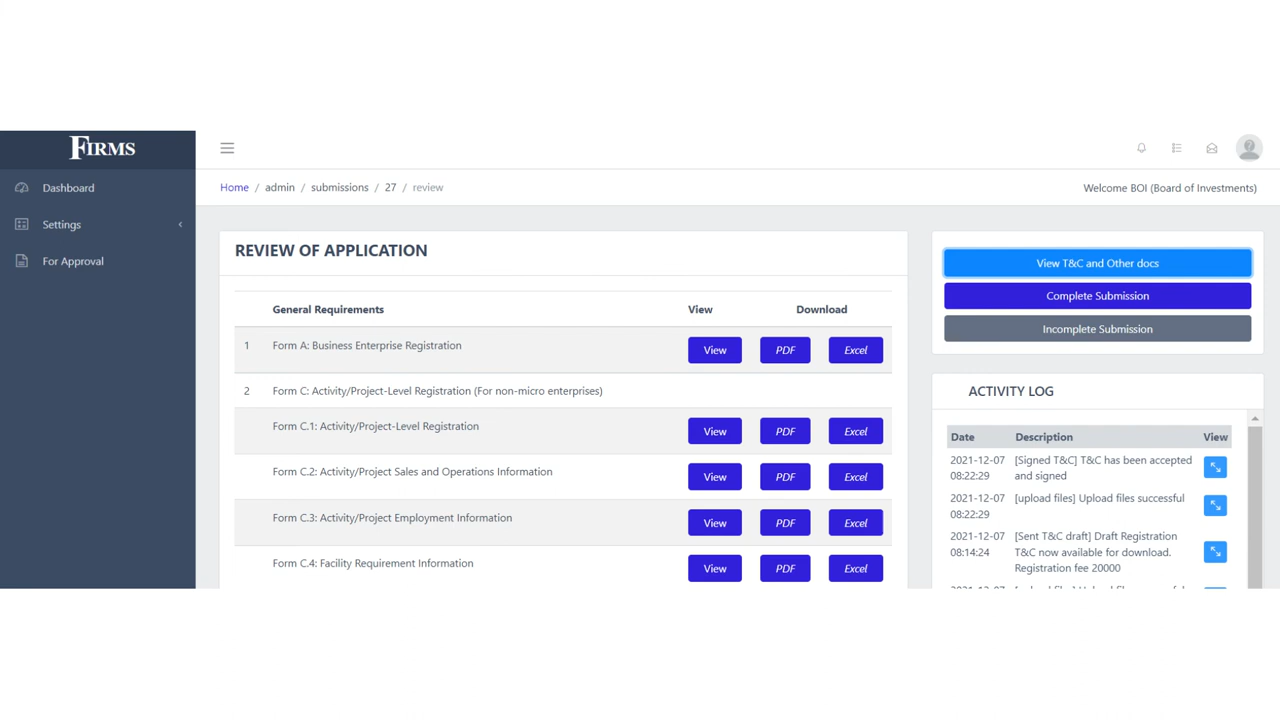 FIRMS
Dashboard
Settings
For Approval
Home / admin / submissions / 27 / review
Welcome BOI (Board of Investments)
REVIEW OF APPLICATION
General Requirements View Download
1 Form A: Business Enterprise Registration View PDF Excel
2 Form C: Activity/Project-Level Registration (For non-micro enterprises)
Form C.1: Activity/Project-Level Registration View PDF Excel
Form C.2: Activity/Project Sales and Operations Information View PDF Excel
Form C.3: Activity/Project Employment Information View PDF Excel
Form C.4: Facility Requirement Information View PDF Excel
View T&C and Other docs
Complete Submission
Incomplete Submission
ACTIVITY LOG
Date Description View
2021-12-07 [Signed T&C] T&C has been accepted
08:22:29 and signed
2021-12-07 [upload files] Upload files successful
08:22:29
2021-12-07 [Sent T&C draft] Draft Registration
08:14:24 T&C now available for download.
Registration fee 20000